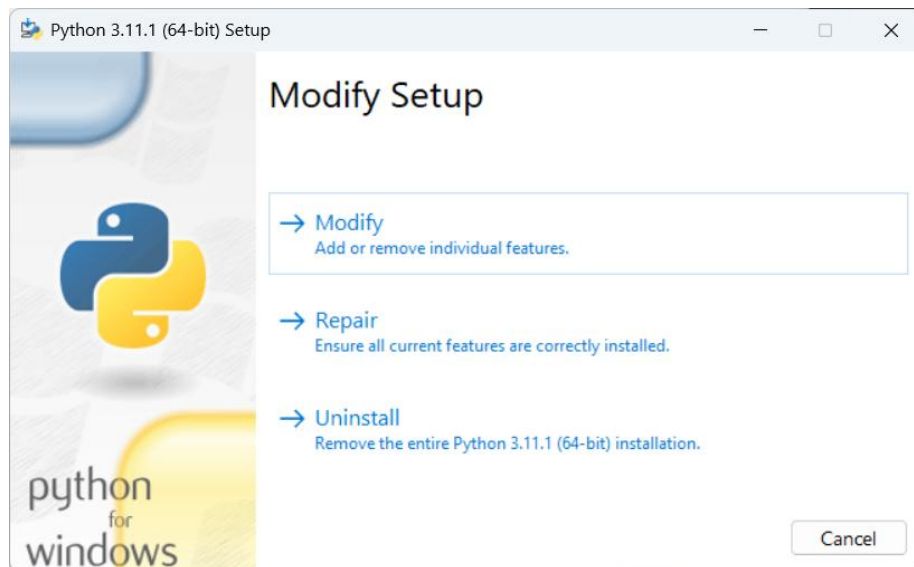 Python 3.11.1 (64-bit) Setup
Modify Setup
Modify
Add or remove individual features.
Repair
Ensure all current features are correctly installed.
Uninstall
Remove the entire Python 3.11.1 (64-bit) installation.
python
for
windows
Cancel